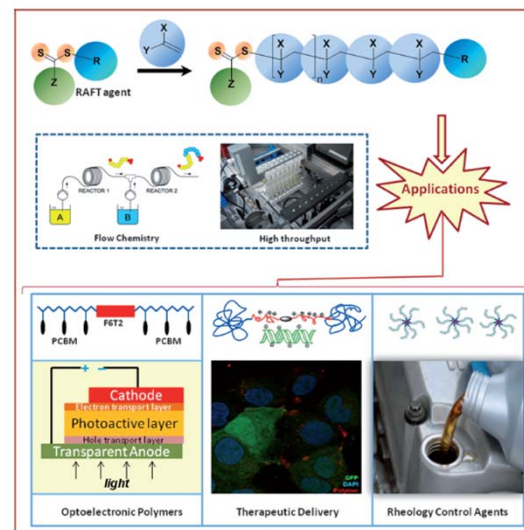 S S R
Z
RAFT agent
X
Y
S S X X X X R
Z Y Y n Y Y
REACTOR 1 REACTOR 2
A B
Flow Chemistry
High throughput
Applications
F6T2
PCBM PCBM
+ -
Cathode
Electron transport layer
Photoactive layer
Hole transport layer
Transparent Anode
light
Optoelectronic Polymers
GFP
DAPI
Polymer
Therapeutic Delivery
Rheology Control Agents